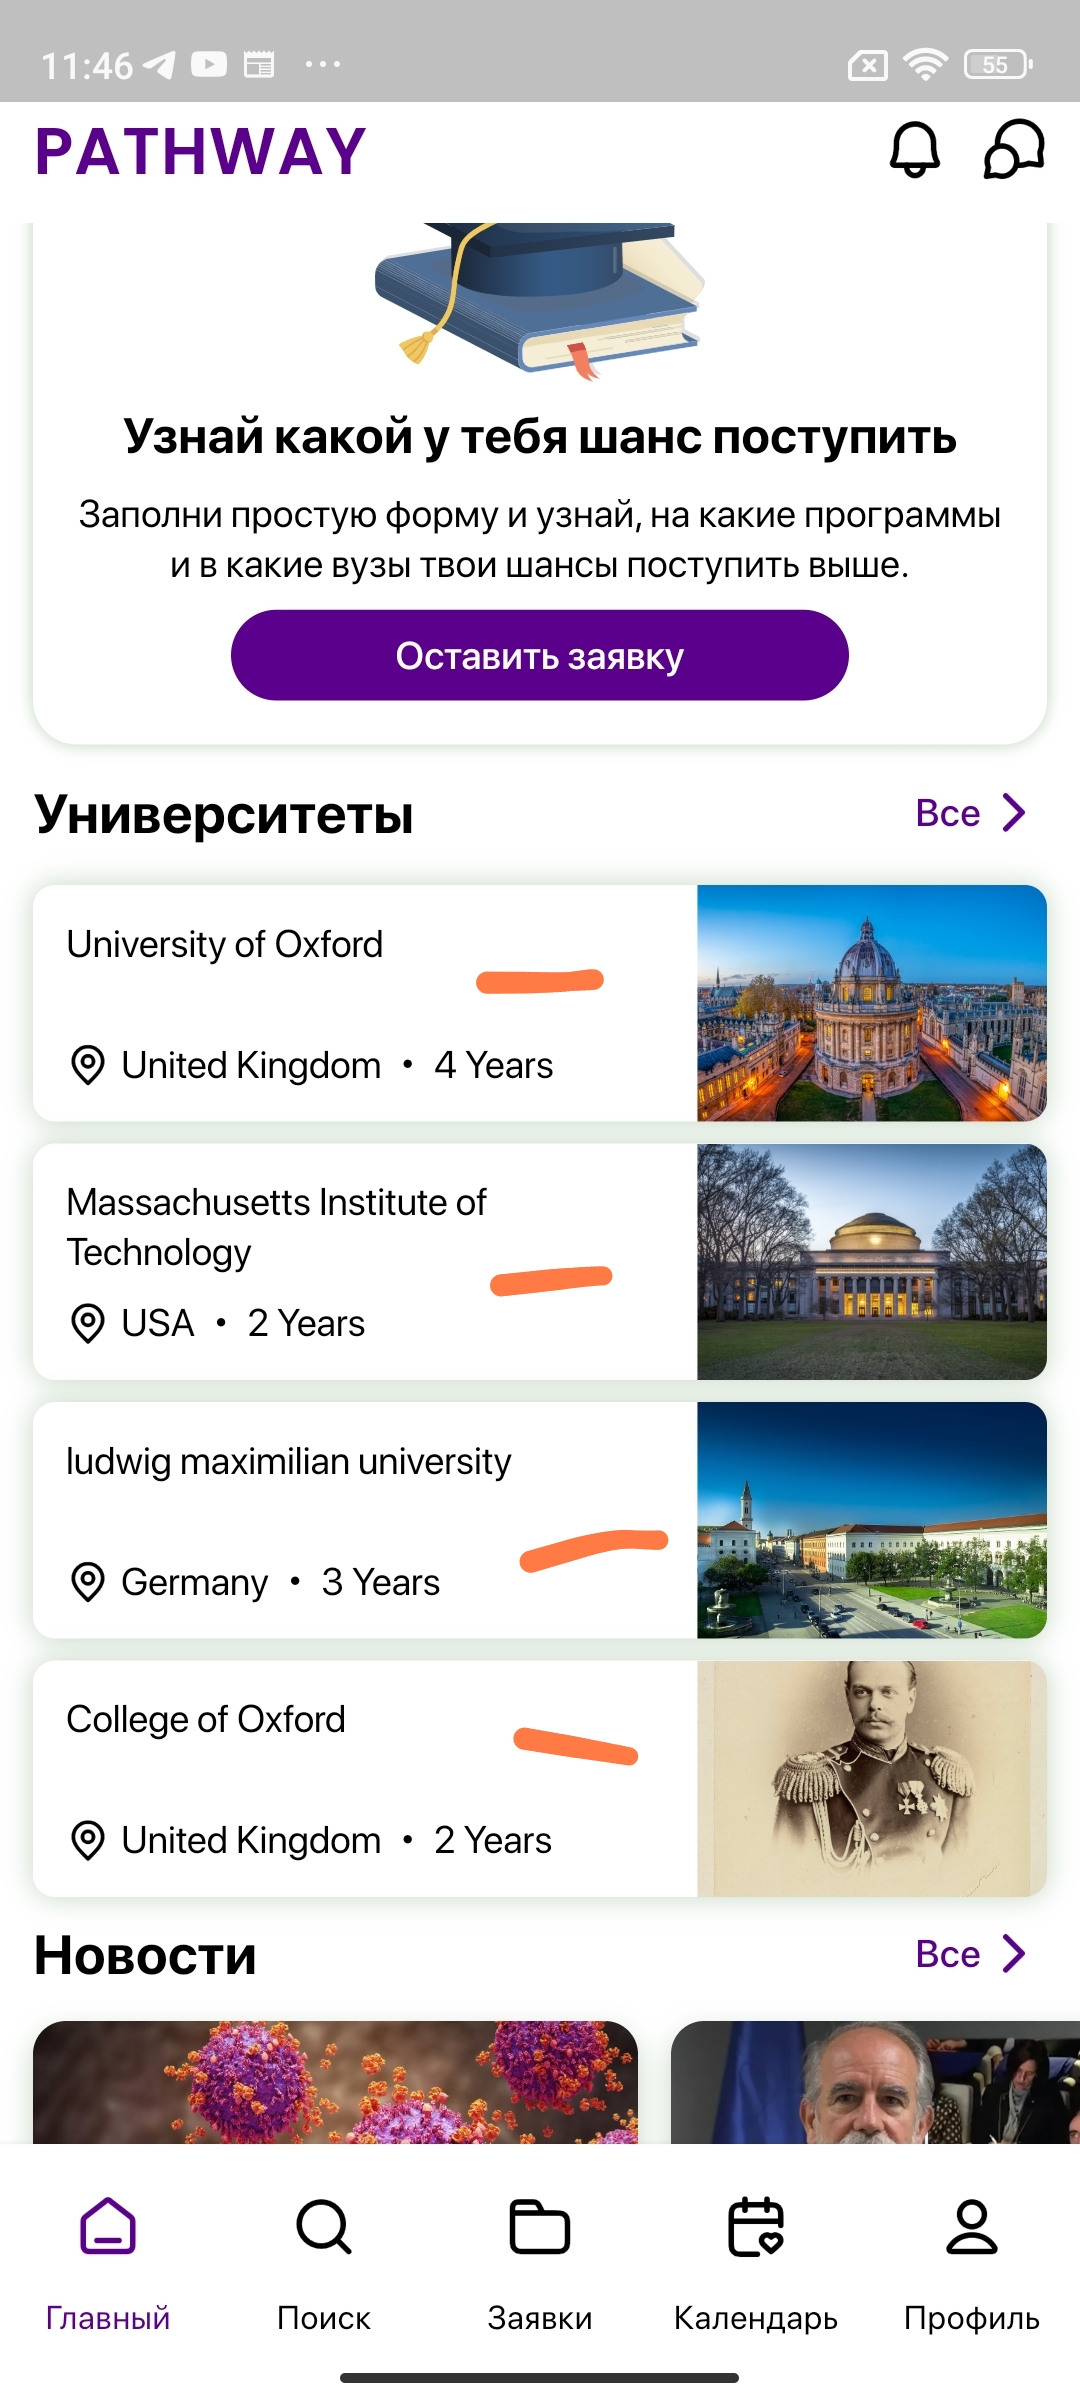 11:46
55
PATHWAY
Узнай какой у тебя шанс поступить
Заполни простую форму и узнай, на какие программы
и в какие вузы твои шансы поступить выше.
Оставить заявку
Университеты
Все
University of Oxford
United Kingdom • 4 Years
Massachusetts Institute of
Technology
USA • 2 Years
ludwig maximilian university
Germany • 3 Years
College of Oxford
United Kingdom • 2 Years
Новости
Все
Главный
Поиск
Заявки
Календарь
Профиль